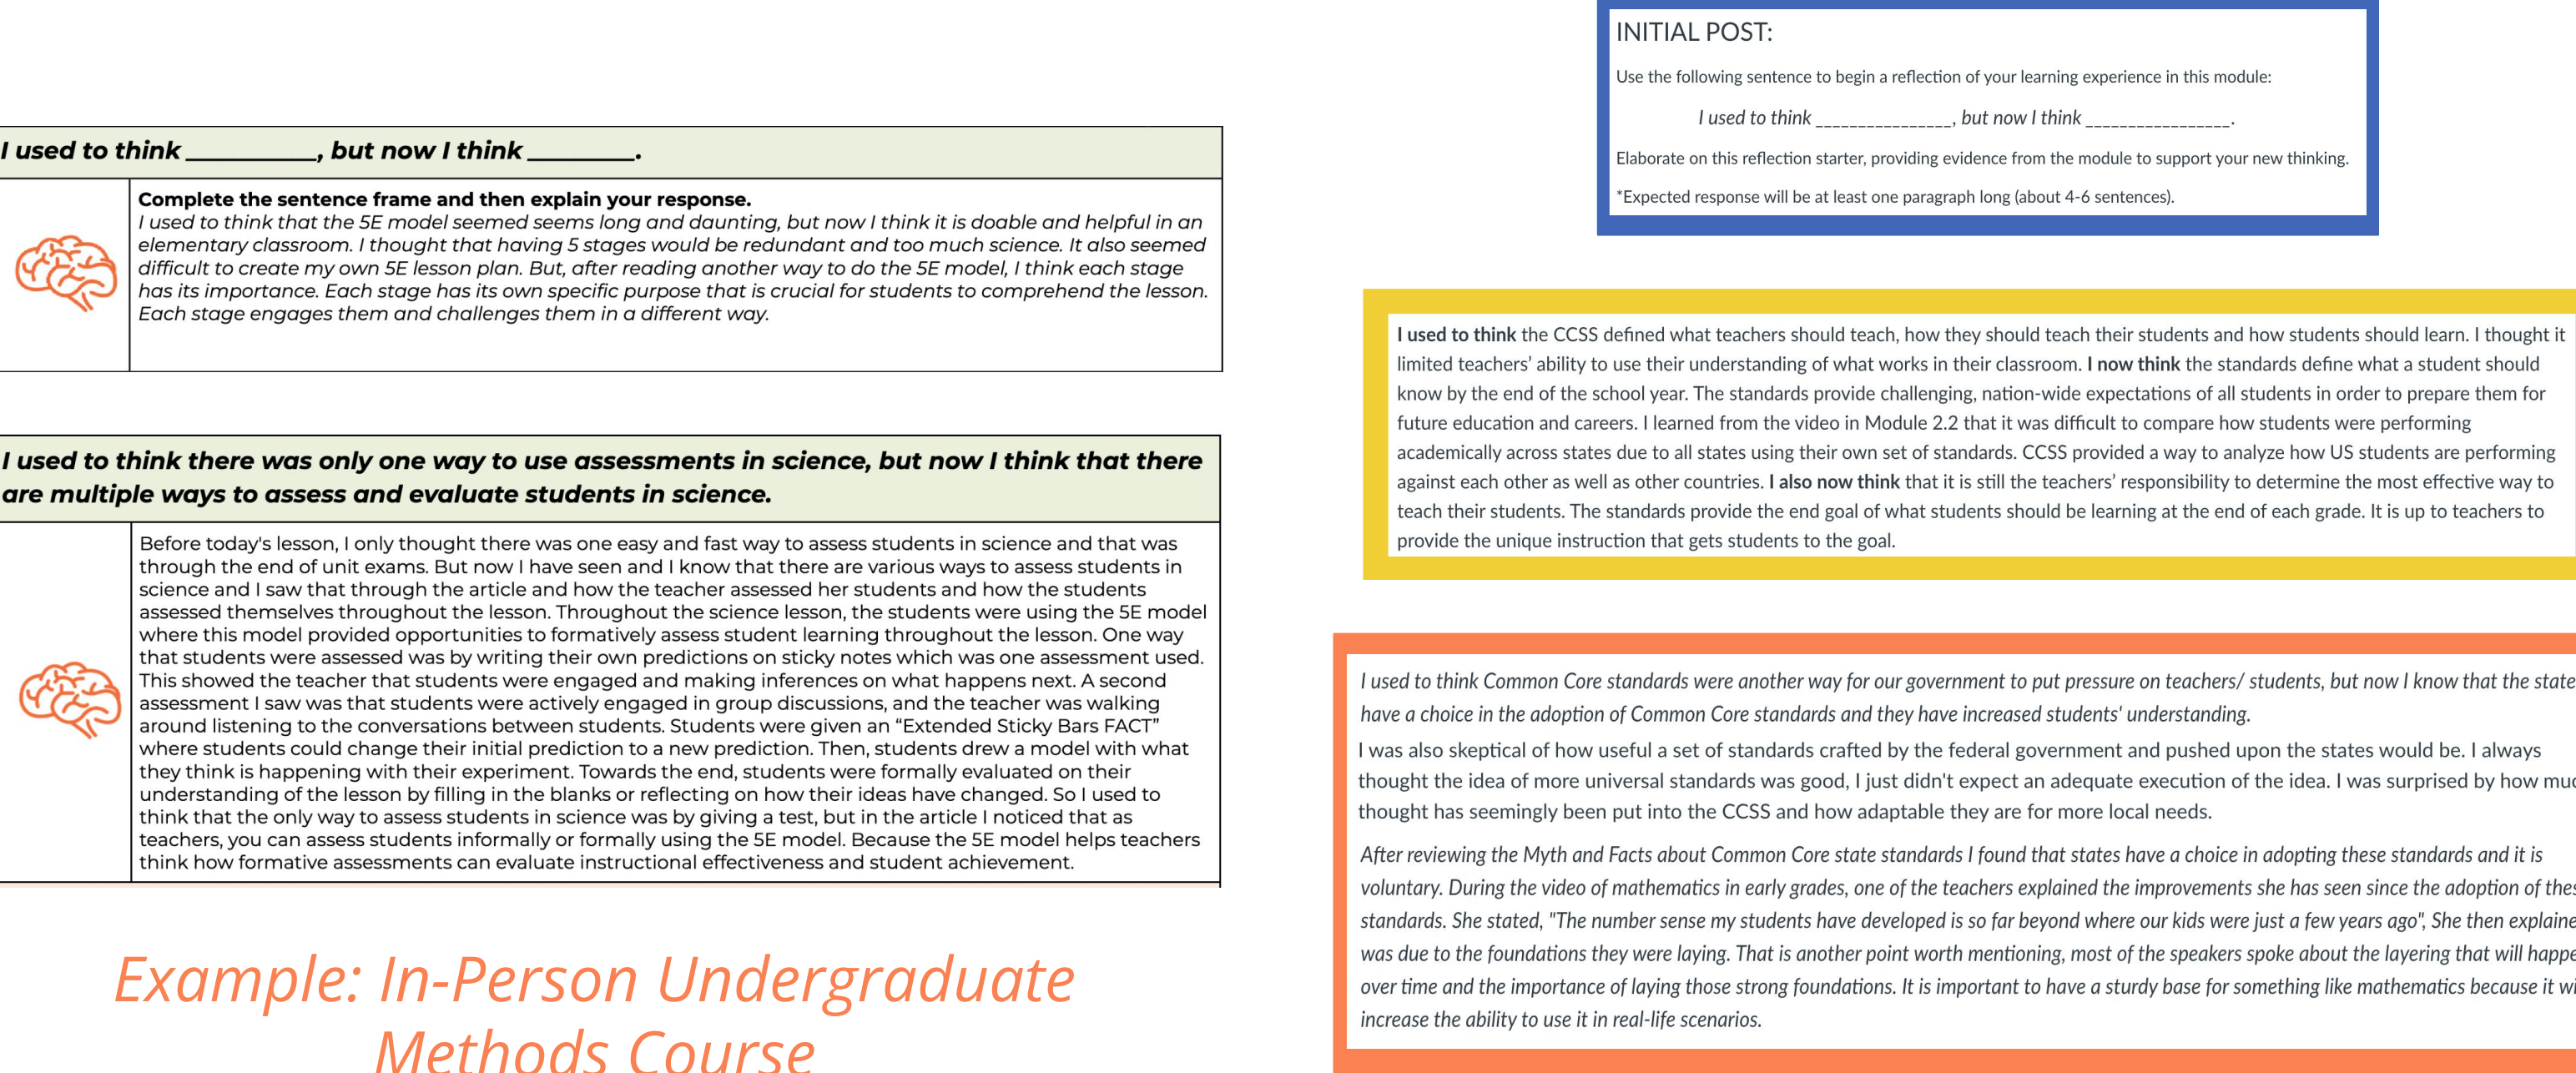 I used to think __________, but now I think ________.
Complete the sentence frame and then explain your response.
I used to think that the 5E model seemed seems long and daunting, but now I think it is doable and helpful in an
elementary classroom. I thought that having 5 stages would be redundant and too much science. It also seemed
difficult to create my own 5E lesson plan. But, after reading another way to do the 5E model, I think each stage
has its importance. Each stage has its own specific purpose that is crucial for students to comprehend the lesson.
Each stage engages them and challenges them in a different way.
I used to think there was only one way to use assessments in science, but now I think that there
are multiple ways to assess and evaluate students in science.
Before today's lesson, I only thought there was one easy and fast way to assess students in science and that was
through the end of unit exams. But now I have seen and I know that there are various ways to assess students in
science and I saw that through the article and how the teacher assessed her students and how the students
assessed themselves throughout the lesson. Throughout the science lesson, the students were using the 5E model
where this model provided opportunities to formatively assess student learning throughout the lesson. One way
that students were assessed was by writing their own predictions on sticky notes which was one assessment used.
This showed the teacher that students were engaged and making inferences on what happens next. A second
assessment I saw was that students were actively engaged in group discussions, and the teacher was walking
around listening to the conversations between students. Students were given an “Extended Sticky Bars FACT”
where students could change their initial prediction to a new prediction. Then, students drew a model with what
they think is happening with their experiment. Towards the end, students were formally evaluated on their
understanding of the lesson by filling in the blanks or reflecting on how their ideas have changed. So I used to
think that the only way to assess students in science was by giving a test, but in the article I noticed that as
teachers, you can assess students informally or formally using the 5E model. Because the 5E model helps teachers
think how formative assessments can evaluate instructional effectiveness and student achievement.
Example: In-Person Undergraduate
Methods Course
INITIAL POST:
Use the following sentence to begin a reflection of your learning experience in this module:
I used to think ________________, but now I think _________________.
Elaborate on this reflection starter, providing evidence from the module to support your new thinking.
*Expected response will be at least one paragraph long (about 4-6 sentences).
I used to think the CCSS defined what teachers should teach, how they should teach their students and how students should learn. I thought it
limited teachers’ ability to use their understanding of what works in their classroom. I now think the standards define what a student should
know by the end of the school year. The standards provide challenging, nation-wide expectations of all students in order to prepare them for
future education and careers. I learned from the video in Module 2.2 that it was difficult to compare how students were performing
academically across states due to all states using their own set of standards. CCSS provided a way to analyze how US students are performing
against each other as well as other countries. I also now think that it is still the teachers’ responsibility to determine the most effective way to
teach their students. The standards provide the end goal of what students should be learning at the end of each grade. It is up to teachers to
provide the unique instruction that gets students to the goal.
I used to think Common Core standards were another way for our government to put pressure on teachers/ students, but now I know that the state
have a choice in the adoption of Common Core standards and they have increased students' understanding.
I was also skeptical of how useful a set of standards crafted by the federal government and pushed upon the states would be. I always
thought the idea of more universal standards was good, I just didn't expect an adequate execution of the idea. I was surprised by how
thought has seemingly been put into the CCSS and how adaptable they are for more local needs.
After reviewing the Myth and Facts about Common Core state standards I found that states have a choice in adopting these standards and it is
voluntary. During the video of mathematics in early grades, one of the teachers explained the improvements she has seen since the adoption of
standards. She stated, "The number sense my students have developed is so far beyond where our kids were just a few years ago", She then
was due to the foundations they were laying. That is another point worth mentioning, most of the speakers spoke about the layering that will
over time and the importance of laying those strong foundations. It is important to have a sturdy base for something like mathematics because it
increase the ability to use it in real-life scenarios.